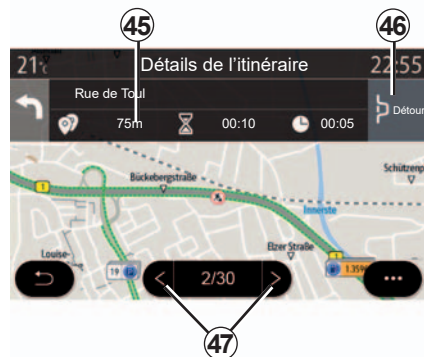 45
46
21°
Détails de l'itinéraire
22:55
Rue de Toul
75m
00:10
00:05
Détour
Schützenp
Bückebergstraße
1
Innerste
Elzer Straße
Louise-
1
19
2/30
1.359
47